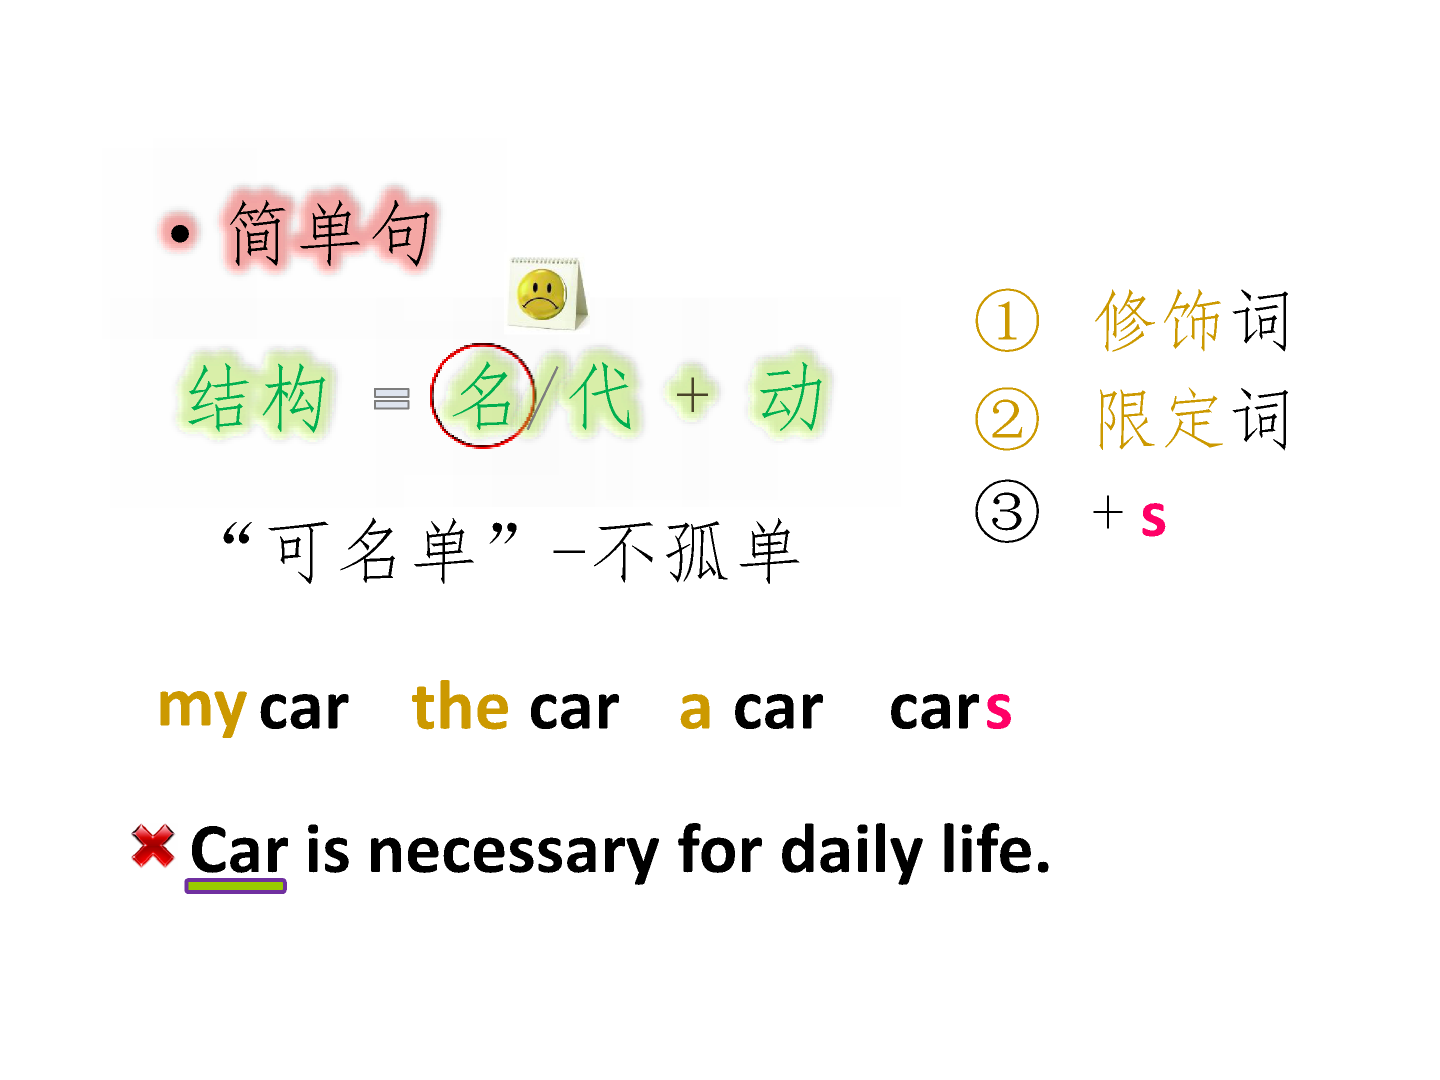 • 简单句
结构 = 名/代 + 动
“可名单”-不孤单
① 修饰词
② 限定词
③ + s
my car the car a car cars
Car is necessary for daily life.